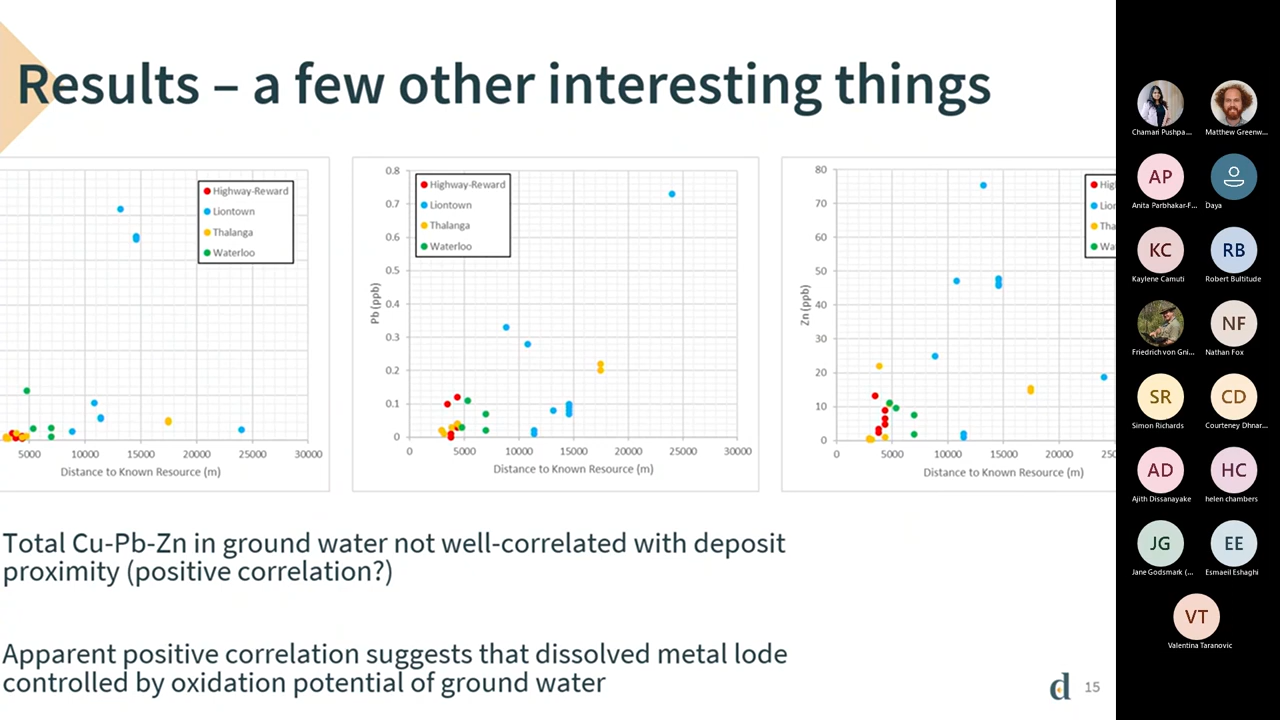 Results – a few other interesting things
Highway-Reward
Liontown
Thalanga
Waterloo
5000 10000 15000 20000 25000 30000
Distance to Known Resource (m)
Pb (ppb)
0.8
0.7
0.6
0.5
0.4
0.3
0.2
0.1
0
Highway-Reward
Liontown
Thalanga
Waterloo
0 5000 10000 15000 20000 25000 30000
Distance to Known Resource (m)
Zn (ppb)
80
70
60
50
40
30
20
10
0
Hig
Lion
Tha
Wa
0 5000 10000 15000 20000 250
Distance to Known Resource (m)
Total Cu-Pb-Zn in ground water not well-correlated with deposit
proximity (positive correlation?)
Apparent positive correlation suggests that dissolved metal lode
controlled by oxidation potential of ground water
d 15
Chamari Pushpa... Matthew Greenw...
AP
Anita Parbhakar-F... Daya
KC RB
Kaylene Camuti Robert Bultitude
NF
Friedrich von Gni... Nathan Fox
SR CD
Simon Richards Courteney Dhnar...
AD HC
Ajith Dissanayake helen chambers
JG EE
Jane Godsmark (... Esmaeil Eshaghi
VT
Valentina Taranovic